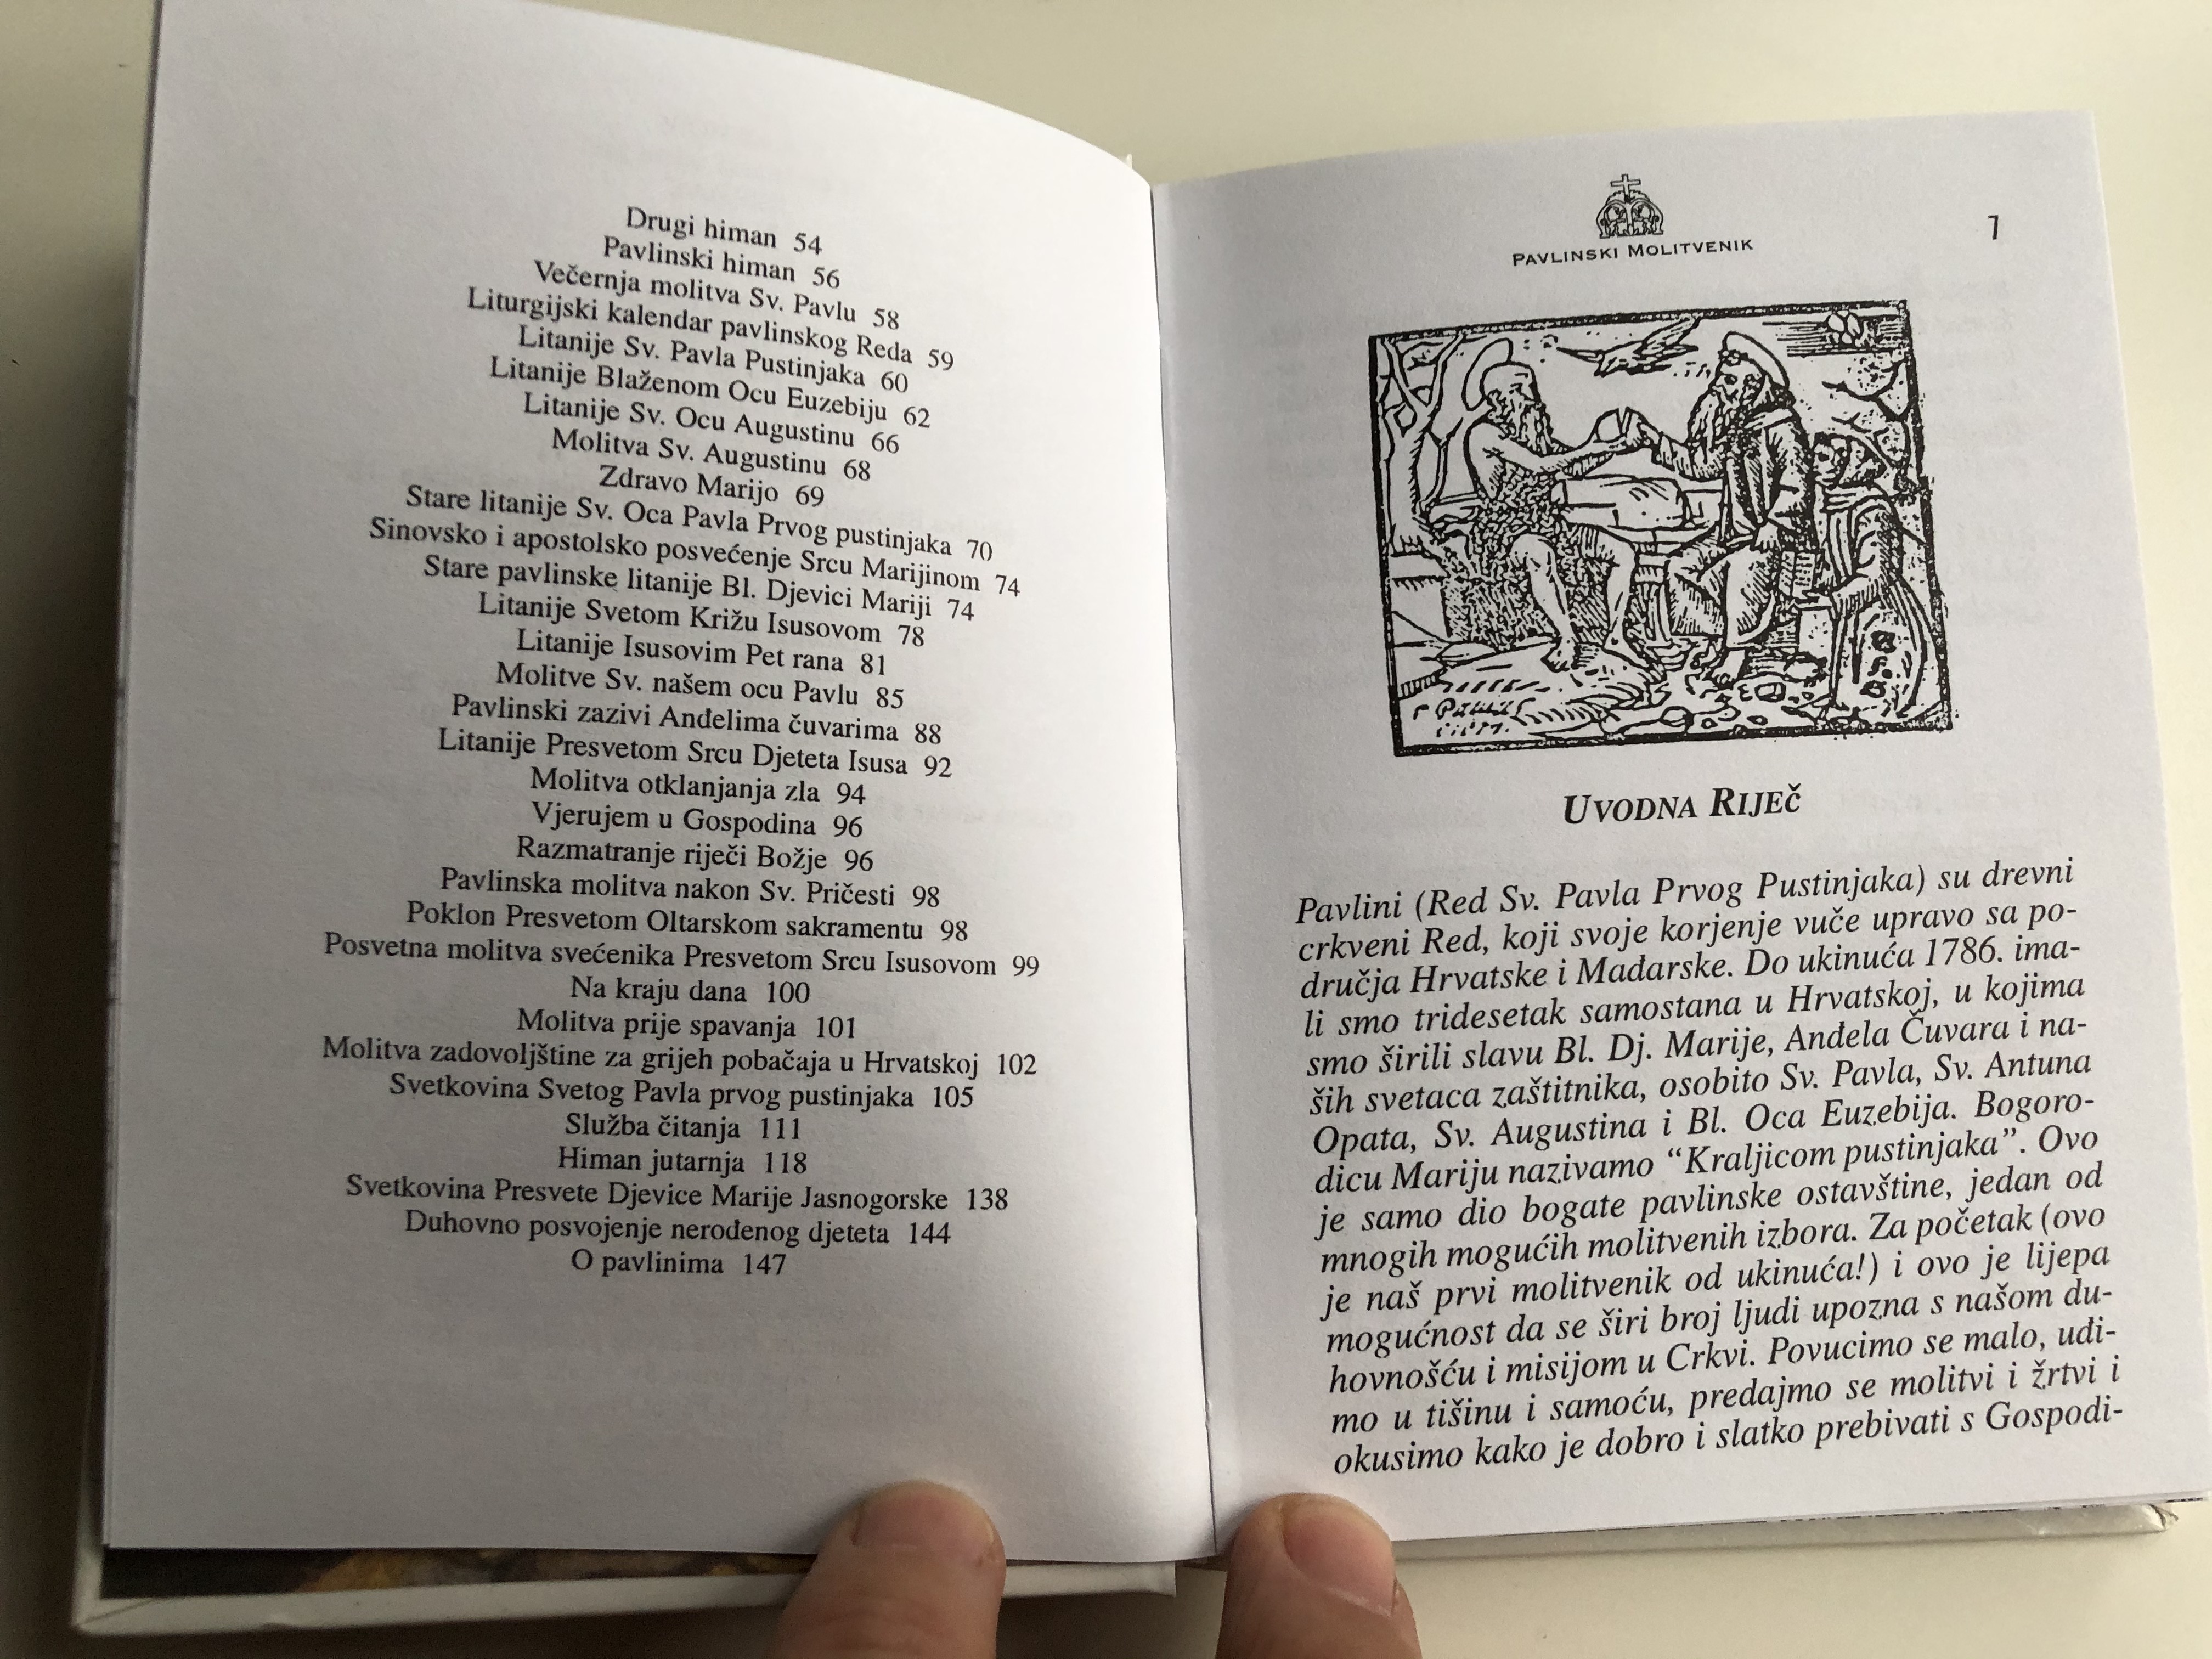 Drugi himan 54
Pavlinski himan 56
Večernja molitva Sv. Pavlu 58
Liturgijski kalendar pavlinskog Reda 59
Litanije Sv. Pavla Pustinjaka 60
Litanije Blaženom Ocu Euzebiju 62
Litanije Sv. Ocu Augustinu 66
Molitva Sv. Augustinu 68
Zdravo Marijo 69
Stare litanije Sv. Oca Pavla Prvog pustinjaka 70
Sinovsko i apostolsko posvećenje Srcu Marijinom 74
Stare pavlinske litanije Bl. Djevici Mariji 74
Litanije Svetom Križu Isusovom 78
Litanije Isusovim Pet rana 81
Molitve Sv. našem ocu Pavlu 85
Pavlinski zazivi Anđelima čuvarima 88
Litanije Presvetom Srcu Djeteta Isusa 92
Molitva otklanjanja zla 94
Vjerujem u Gospodina 96
Razmatranje riječi Božje 96
Pavlinska molitva nakon Sv. Pričesti 98
Poklon Presvetom Oltarskom sakramentu 98
Posvetna molitva svećenika Presvetom Srcu Isusovom 99
Na kraju dana 100
Molitva prije spavanja 101
Molitva zadovoljštine za grijeh pobačaja u Hrvatskoj 102
Svetkovina Svetog Pavla prvog pustinjaka 105
Služba čitanja 111
Himan jutarnja 118
Svetkovina Presvete Djevice Marije Jasnogorske 138
Duhovno posvojenje nerođenog djeteta 144
O pavlinima 147
PAVLINSKI MOLITVENIK
7
UVODNA RIJEČ
Pavlini (Red Sv. Pavla Prvog Pustinjaka) su drevni
crkveni Red, koji svoje korjenje vuče upravo sa po-
dručja Hrvatske i Mađarske. Do ukinuća 1786. ima-
li smo tridesetak samostana u Hrvatskoj, u kojima
smo širili slavu Bl. Dj. Marije, Anđela Čuvara i na-
ših svetaca zaštitnika, osobito Sv. Pavla, Sv. Antuna
Opata, Sv. Augustina i Bl. Oca Euzebija. Bogoro-
dicu Mariju nazivamo “Kraljicom pustinjaka”. Ovo
je samo dio bogate pavlinske ostavštine, jedan od
mnogih mogućih molitvenih izbora. Za početak (ovo
je naš prvi molitvenik od ukinuća!) i ovo je lijepa
mogućnost da se širi broj ljudi upozna s našom du-
hovnošću i misijom u Crkvi. Povucimo se malo, uđi-
mo u tišinu i samoću, predajmo se molitvi i žrtvi i
okusimo kako je dobro i slatko prebivati s Gospodi-